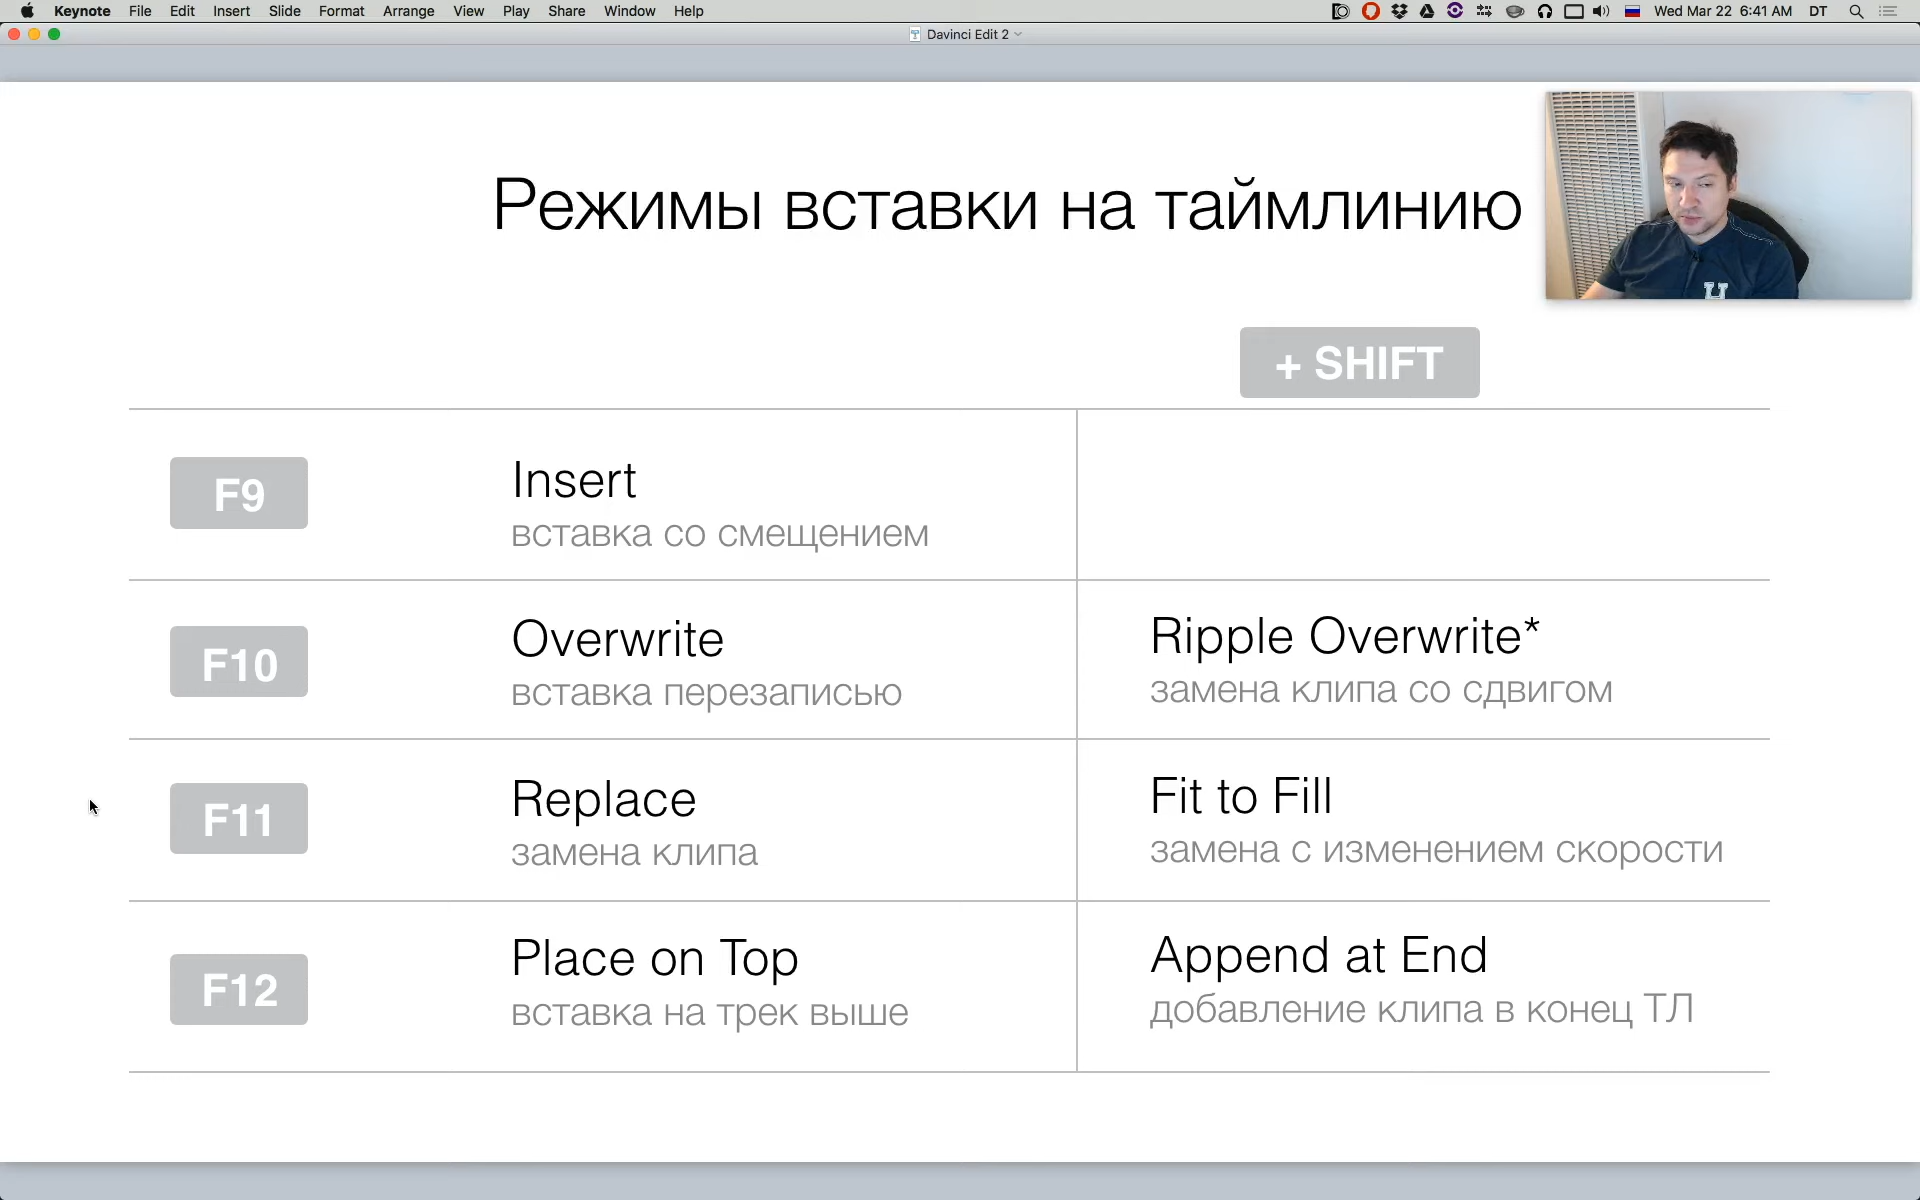 Keynote File Edit Insert Slide Format Arrange View Play Share Window Help Wed Mar 22 6:41 AM DT
Davinci Edit 2
Режимы вставки на таймлинию
+ SHIFT
F9
Insert
вставка со смещением
F10
Overwrite
вставка перезаписью
Ripple Overwrite*
замена клипа со сдвигом
F11
Replace
замена клипа
Fit to Fill
замена с изменением скорости
F12
Place on Top
вставка на трек выше
Append at End
добавление клипа в конец ТЛ